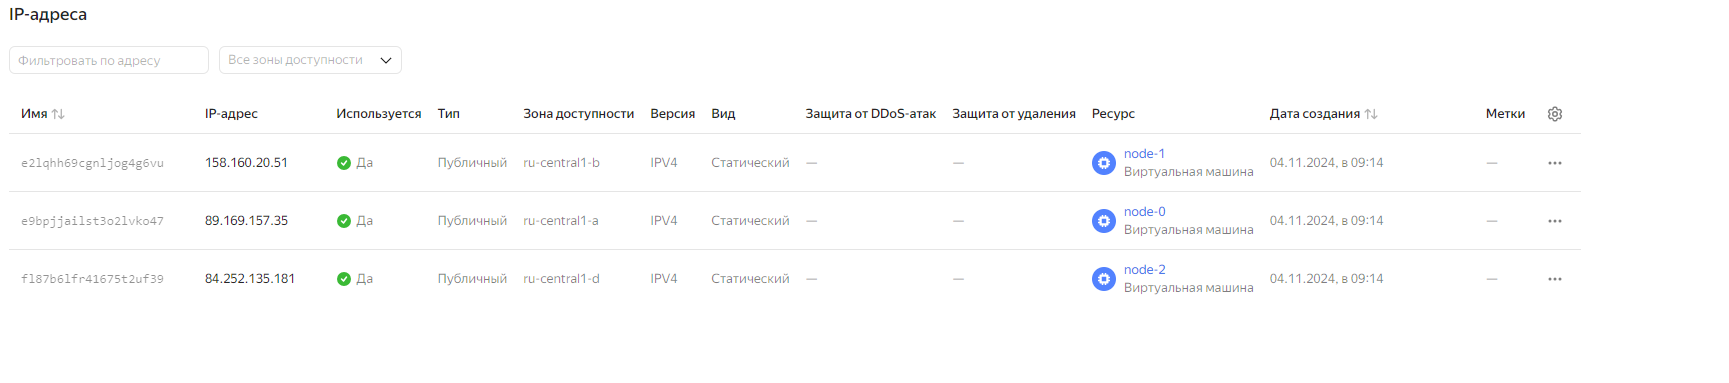 IP-адреса
Фильтровать по адресу Все зоны доступности
Имя IP-адрес Используется Тип Зона доступности Версия Вид Защита от DDoS-атак Защита от удаления Ресурс Дата создания Метки
e2lqhh69cgnljog4g6vu 158.160.20.51 Да Публичный ru-central1-b IPV4 Статический — — node-1 Виртуальная машина 04.11.2024, в 09:14 —
e9bpjjailst3o2lvko47 89.169.157.35 Да Публичный ru-central1-a IPV4 Статический — — node-0 Виртуальная машина 04.11.2024, в 09:14 —
fl87b6lfr41675t2uf39 84.252.135.181 Да Публичный ru-central1-d IPV4 Статический — — node-2 Виртуальная машина 04.11.2024, в 09:14 —